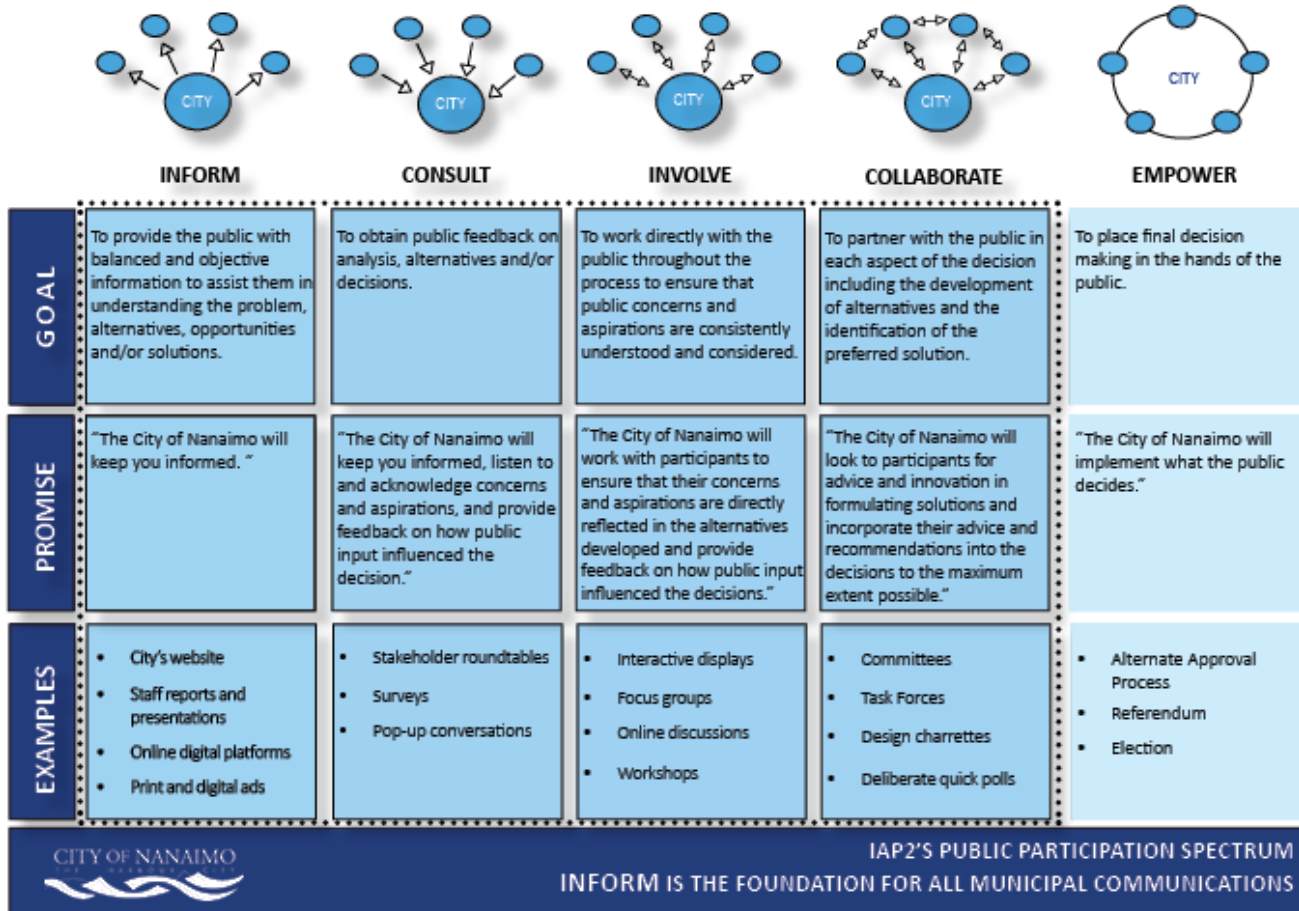 CITY
CITY
CITY
CITY
CITY
INFORM
CONSULT
INVOLVE
COLLABORATE
EMPOWER
GOAL
To provide the public with
balanced and objective
information to assist them in
understanding the problem,
alternatives, opportunities
and/or solutions.
To obtain public feedback on
analysis, alternatives and/or
decisions.
To work directly with the
public throughout the
process to ensure that
public concerns and
aspirations are consistently
understood and considered.
To partner with the public in
each aspect of the decision
including the development
of alternatives and the
identification of the
preferred solution.
To place final decision
making in the hands of the
public.
PROMISE
“The City of Nanaimo will
keep you informed. ”
“The City of Nanaimo will
keep you informed, listen to
and acknowledge concerns
and aspirations, and provide
feedback on how public
input influenced the
decision.”
“The City of Nanaimo will
work with participants to
ensure that their concerns
and aspirations are directly
reflected in the alternatives
developed and provide
feedback on how public input
influenced the decisions.”
“The City of Nanaimo will
look to participants for
advice and innovation in
formulating solutions and
incorporate their advice and
recommendations into the
decisions to the maximum
extent possible.”
“The City of Nanaimo will
implement what the public
decides.”
EXAMPLES
• City’s website
• Staff reports and
presentations
• Online digital platforms
• Print and digital ads
• Stakeholder roundtables
• Surveys
• Pop-up conversations
• Interactive displays
• Focus groups
• Online discussions
• Workshops
• Committees
• Task Forces
• Design charrettes
• Deliberate quick polls
• Alternate Approval
Process
• Referendum
• Election
CITY OF NANAIMO
THE HARBOUR CITY
IAP2’S PUBLIC PARTICIPATION SPECTRUM
INFORM IS THE FOUNDATION FOR ALL MUNICIPAL COMMUNICATIONS